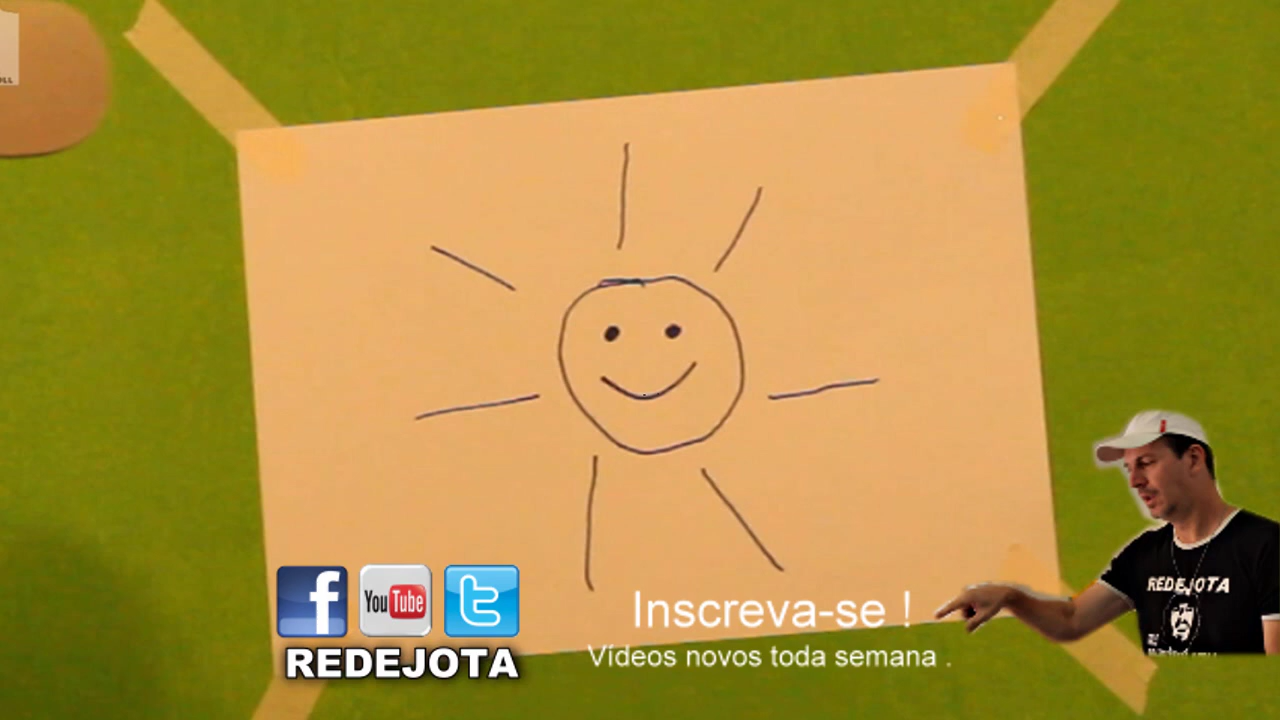 You Tube
REDEJOTA
Inscreva-se !
Vídeos novos toda semana .
REDEJOTA